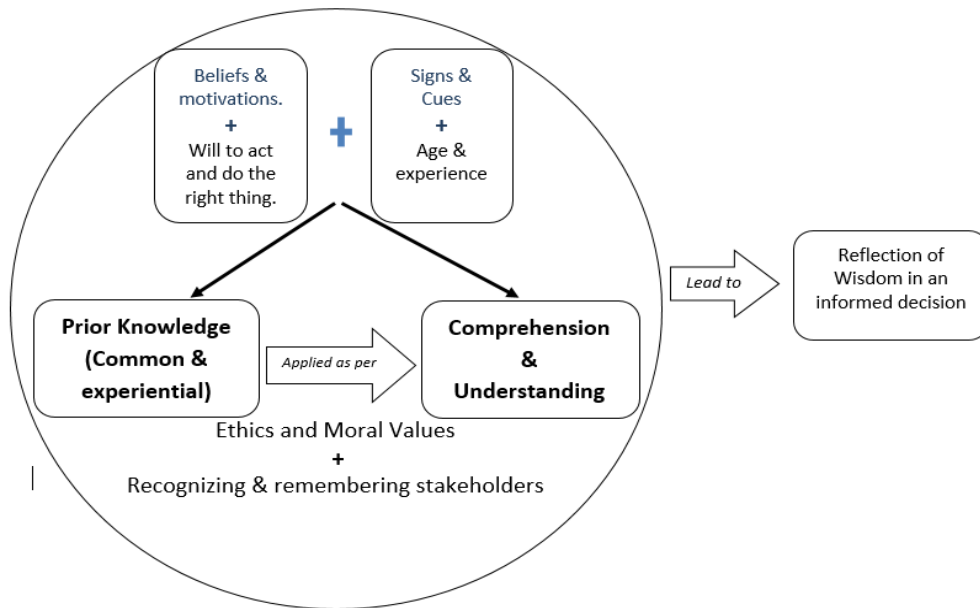 Beliefs &
motivations.
+
Will to act
and do the
right thing.
+
Signs &
Cues
+
Age &
experience
Prior Knowledge
(Common &
experiential)
Applied as per
Comprehension
&
Understanding
Ethics and Moral Values
+
Recognizing & remembering stakeholders
Lead to
Reflection of
Wisdom in an
informed decision